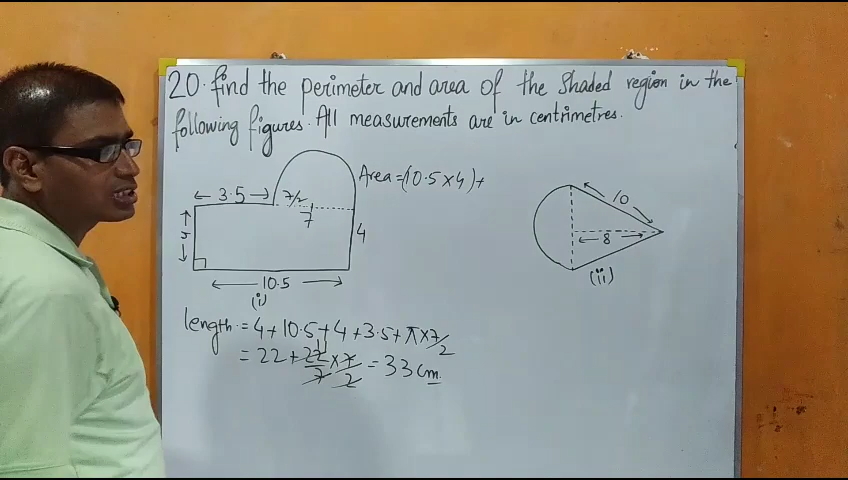 20. find the perimeter and area of the shaded region in the
following figures. All measurements are in centrimetres.
Area = (10.5 × 4) +
3.5
7/2
7
4
10.5
(i)
10
8
(ii)
length = 4 + 10.5 + 4 + 3.5 + π × 7/2
= 22 + 22/7 × 7/2 = 33 cm.